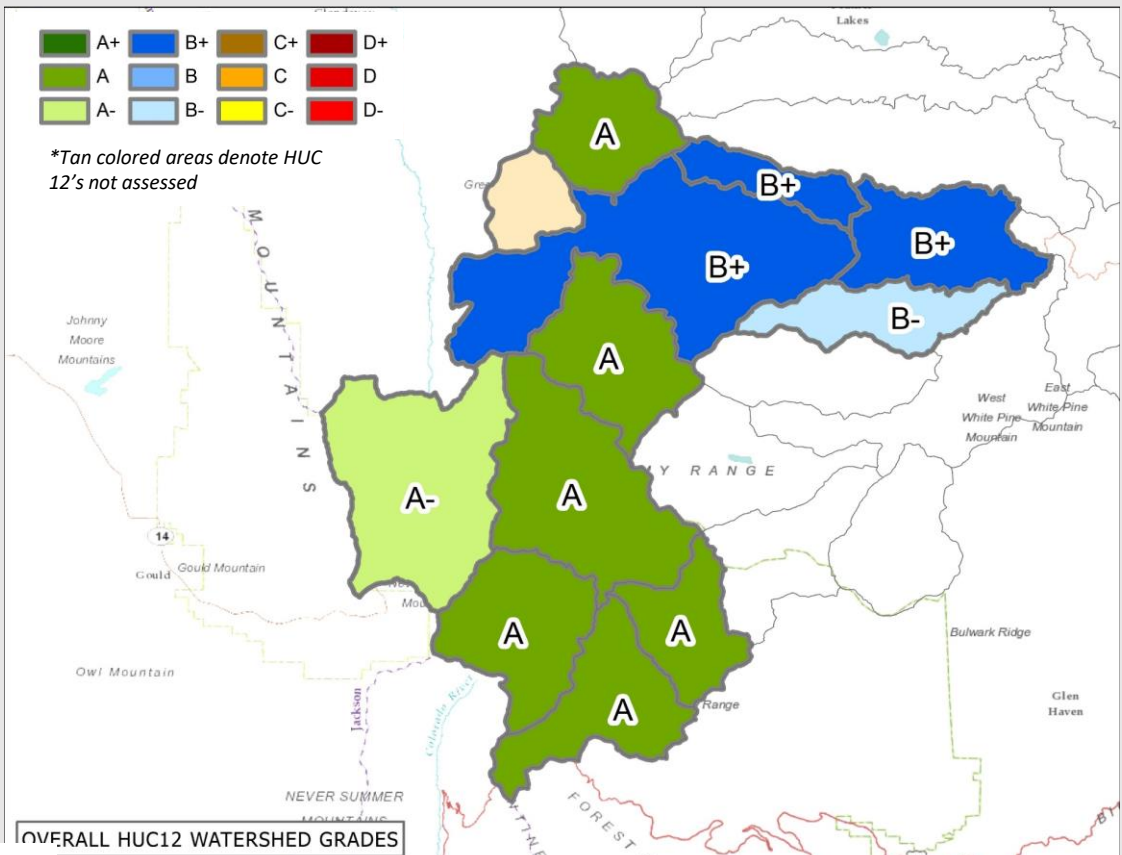 Lakes
A+
B+
C+
D+
A
B
C
D
A-
B-
C-
D-
*Tan colored areas denote HUC
12's not assessed
A
B+
B+
B+
B-
A
A-
A
A
A
A
MOUNTAINS
Johnny
Moore
Mountains
West
White Pine
Mountain
East
White Pine
Mountain
Y RANGE
14
Gould
Gould Mountain
Bulwark Ridge
Owl Mountain
Jackson
Colorado River
Range
Glen
Haven
NEVER SUMMER
MOUNTAINS
FOREST
OVERALL HUC12 WATERSHED GRADES